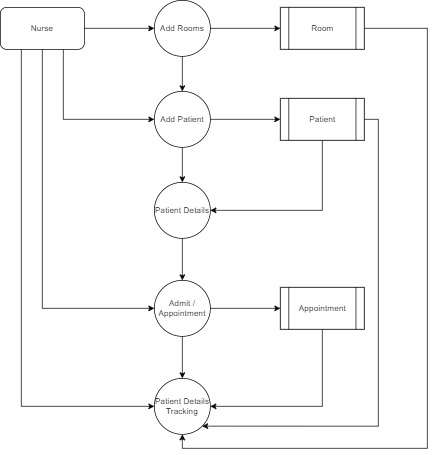 Nurse
Add Rooms
Room
Add Patient
Patient
Patient Details
Admit /
Appointment
Appointment
Patient Details
Tracking